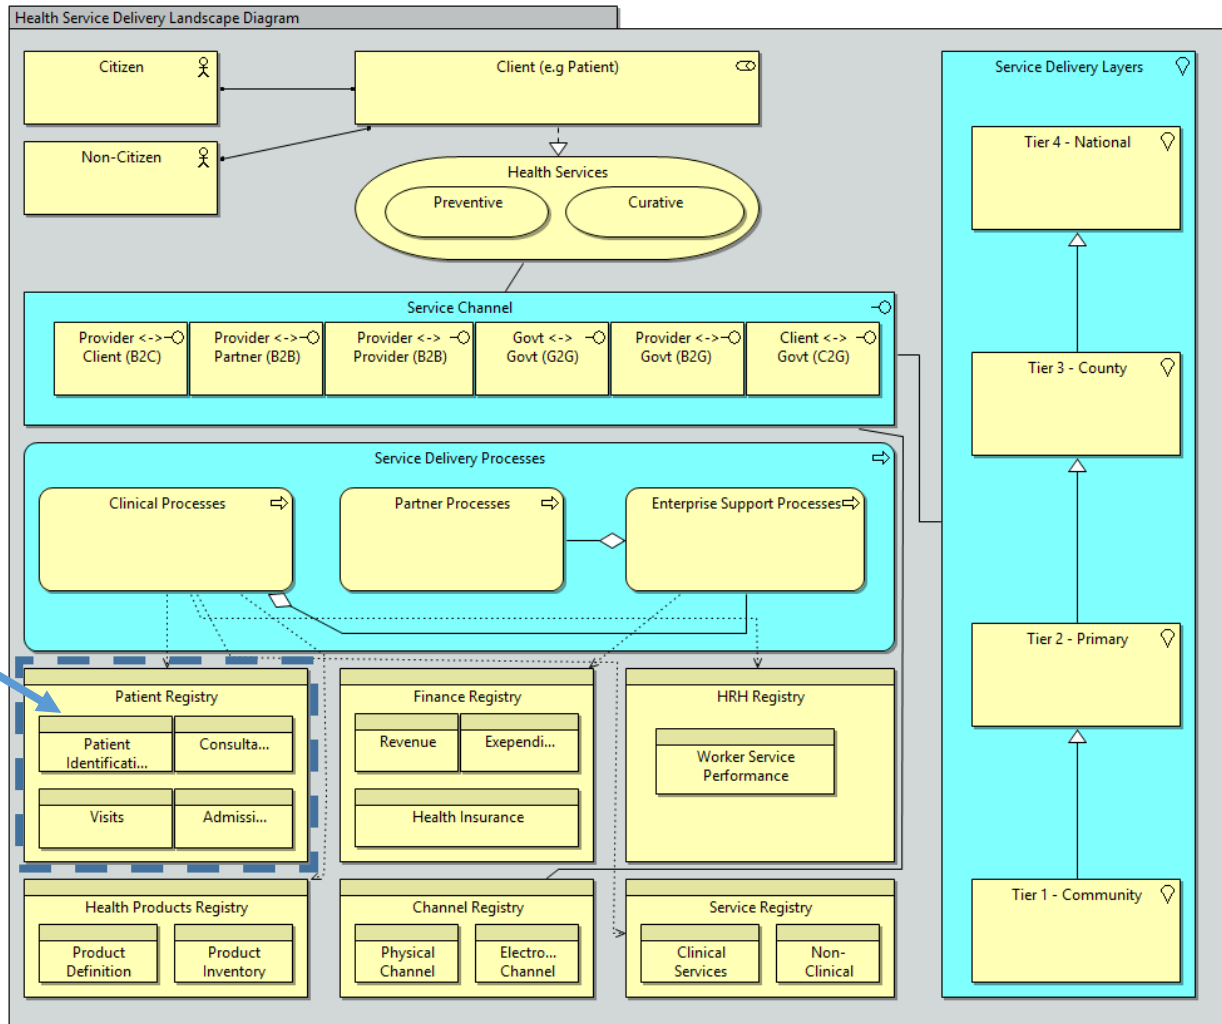 Health Service Delivery Landscape Diagram
Citizen
Client (e.g Patient)
Service Delivery Layers
Non-Citizen
Tier 4 - National
Health Services
Preventive
Curative
Service Channel
Provider <->
Client (B2C)
Provider <->
Partner (B2B)
Provider <->
Provider (B2B)
Govt <->
Govt (G2G)
Provider <->
Govt (B2G)
Client <->
Govt (C2G)
Tier 3 - County
Service Delivery Processes
Clinical Processes
Partner Processes
Enterprise Support Processes
Tier 2 - Primary
Patient Registry
Patient
Identificati...
Consulta...
Visits
Admissi...
Finance Registry
Revenue
Exependi...
Health Insurance
HRH Registry
Worker Service
Performance
Tier 1 - Community
Health Products Registry
Product
Definition
Product
Inventory
Channel Registry
Physical
Channel
Electro...
Channel
Service Registry
Clinical
Services
Non-
Clinical